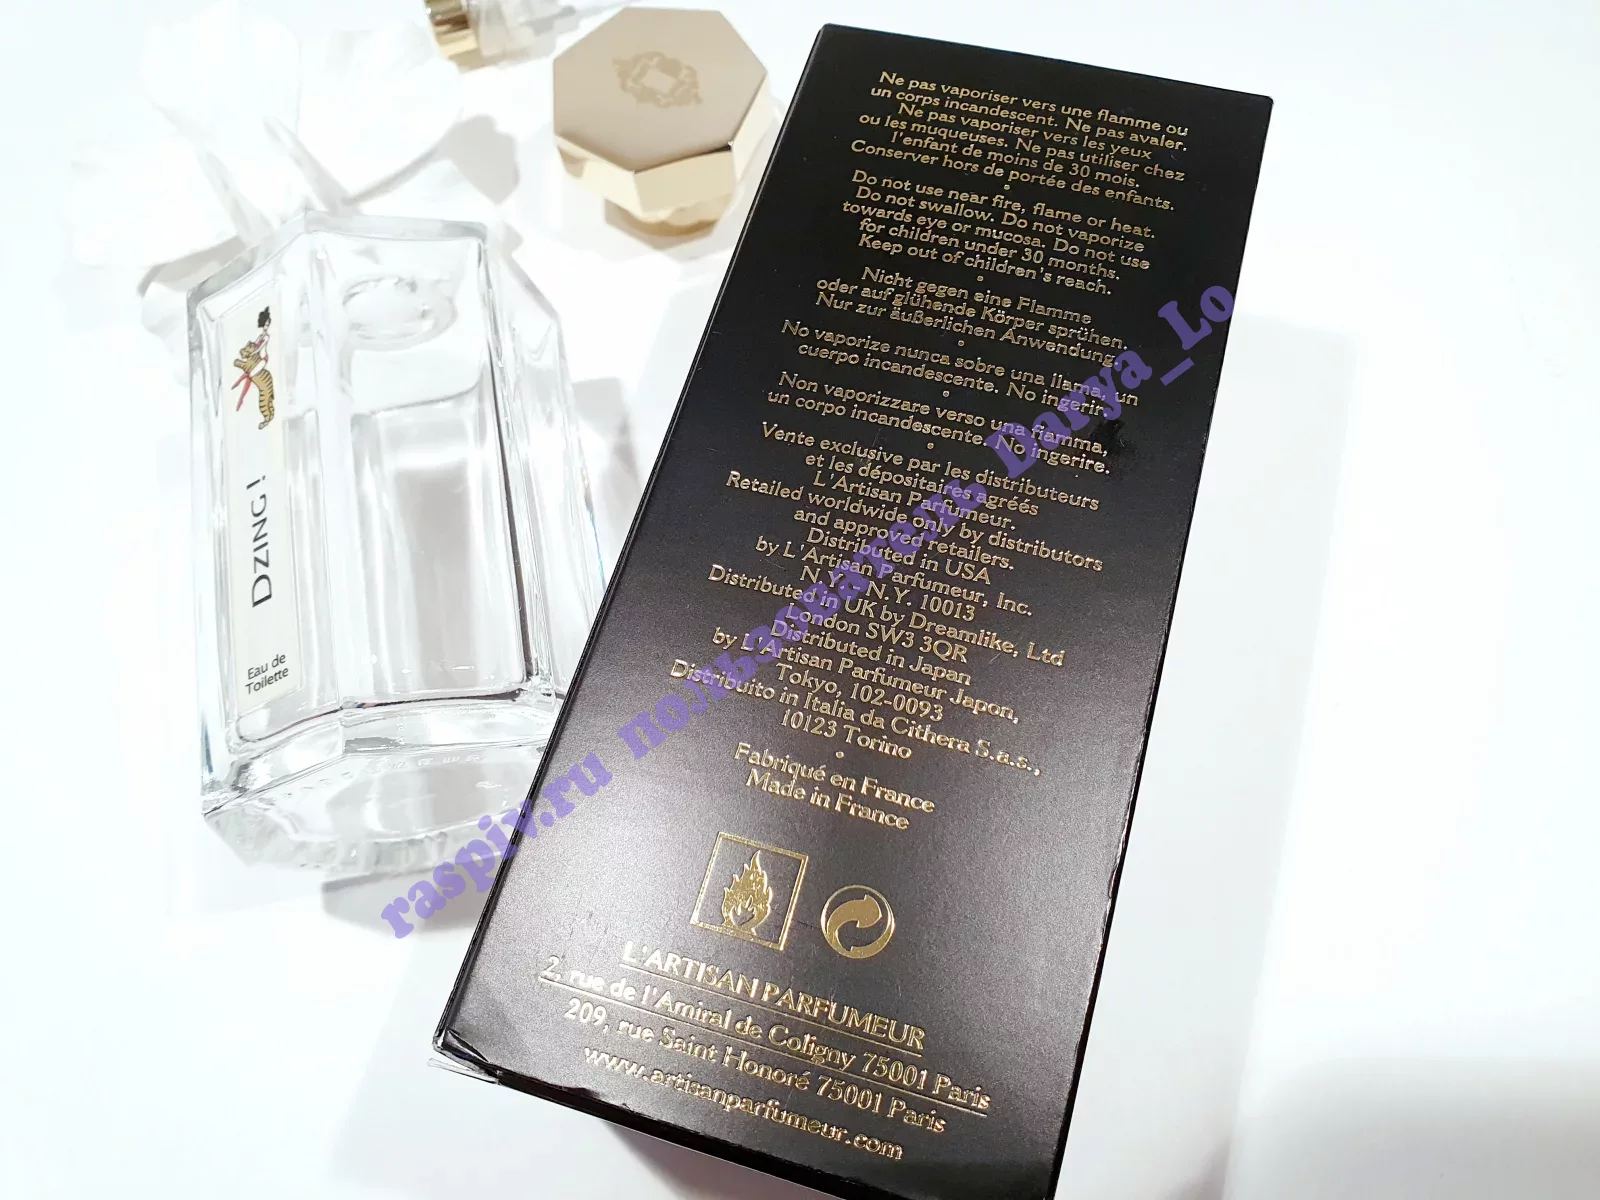 Ne pas vaporiser vers une flamme ou
un corps incandescent. Ne pas avaler.
Ne pas vaporiser vers les yeux
ou les muqueuses. Ne pas utiliser chez
l'enfant de moins de 30 mois.
Conserver hors de portée des enfants.
Do not use near fire, flame or heat.
Do not swallow. Do not vaporize
towards eye or mucosa. Do not use
for children under 30 months.
Keep out of children's reach.
Nicht gegen eine Flamme
oder auf glühende Körper sprühen.
Nur zur äußerlichen Anwendung.
No vaporize nunca sobre una llama, un
cuerpo incandescente. No ingerir.
Non vaporizzare verso una fiamma,
un corpo incandescente. No ingerire.
Vente exclusive par les distributeurs
et les dépositaires agréés
L'Artisan Parfumeur.
Retailed worldwide only by distributors
and approved retailers.
Distributed in USA
by L'Artisan Parfumeur, Inc.
N.Y. - N.Y. 10013
Distributed in UK by Dreamlike, Ltd
London SW3 3QR
Distributed in Japan
by L'Artisan Parfumeur Japon,
Tokyo, 102-0093
Distribuito in Italia da Cithera S.a.s.,
10123 Torino
Fabriqué en France
Made in France
L'ARTISAN PARFUMEUR
2, rue de l'Amiral de Coligny 75001 Paris
209, rue Saint Honoré 75001 Paris
www.artisanparfumeur.com
DZING !
Eau de
Toilette
raspiv.ru пользователь Darya_Lo